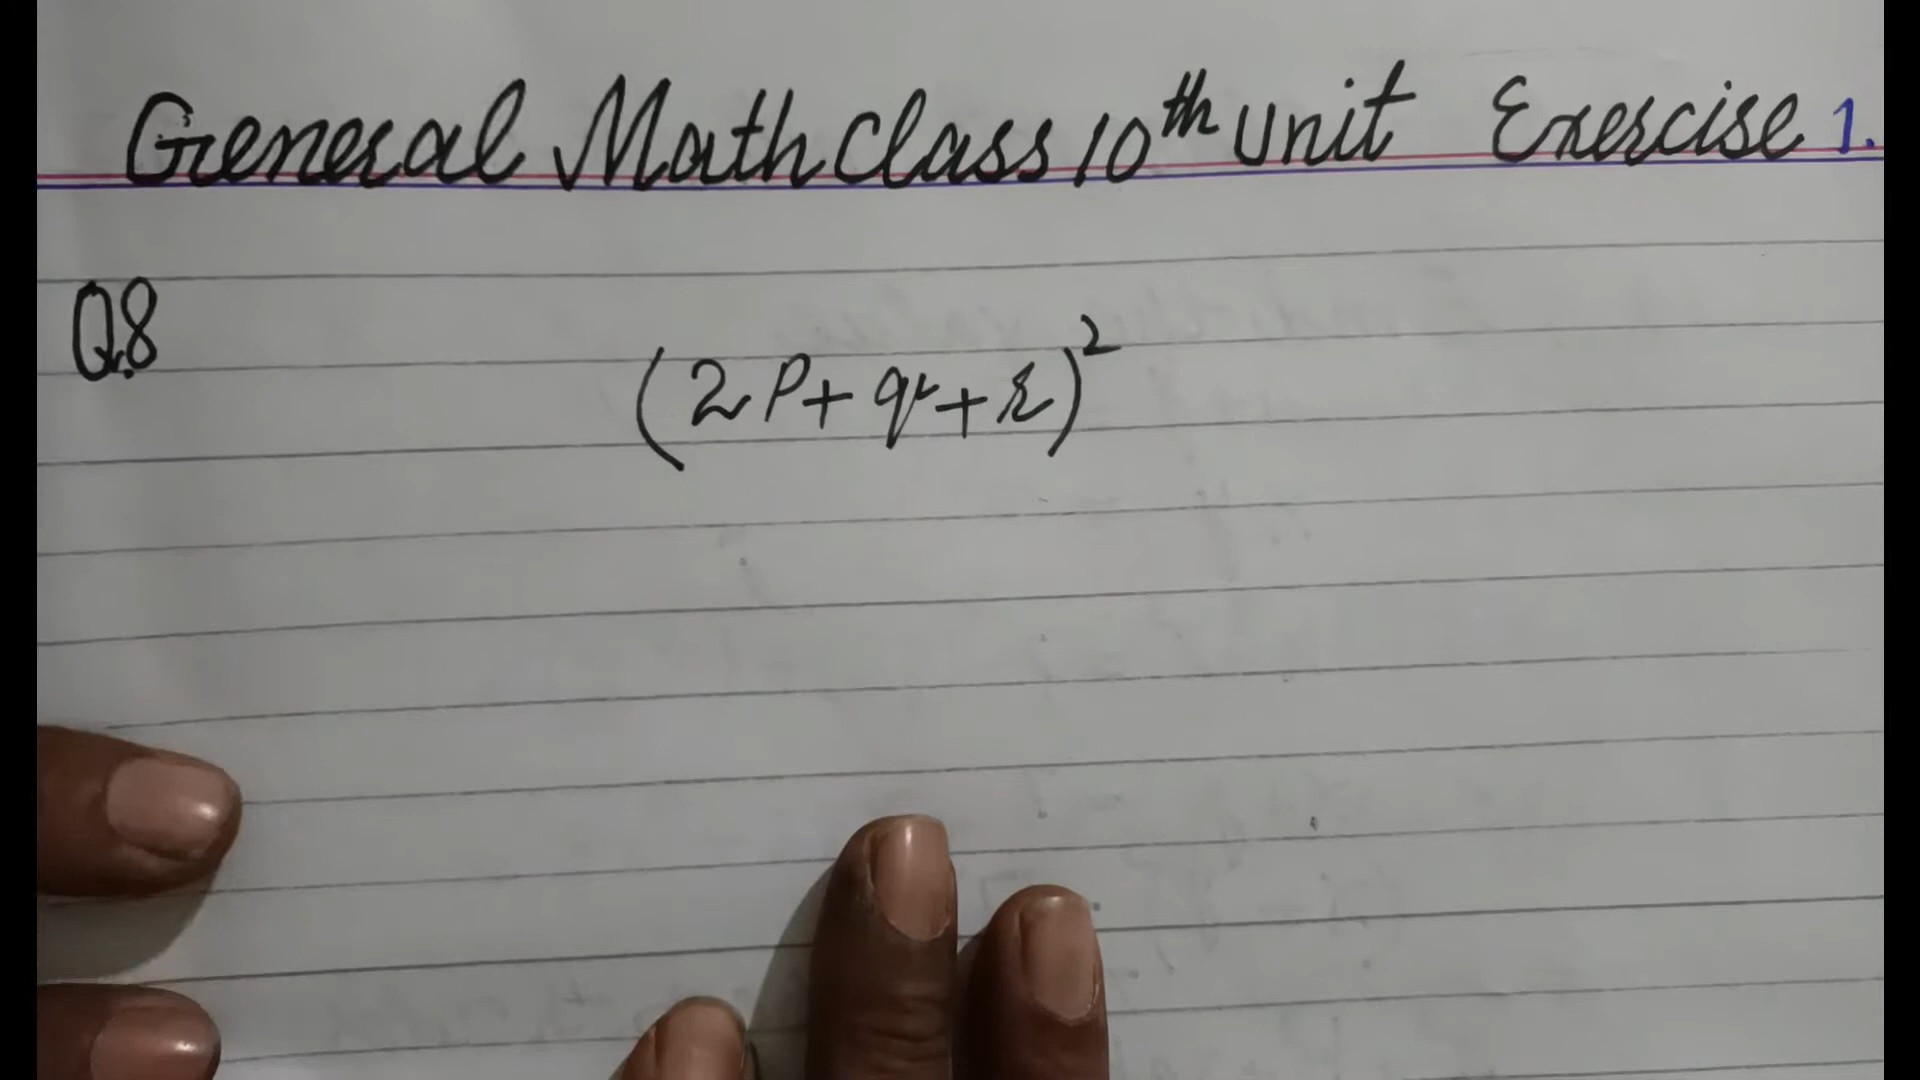 General Math Class 10th Unit Exercise 1.
Q.8
(2P+q+r)²